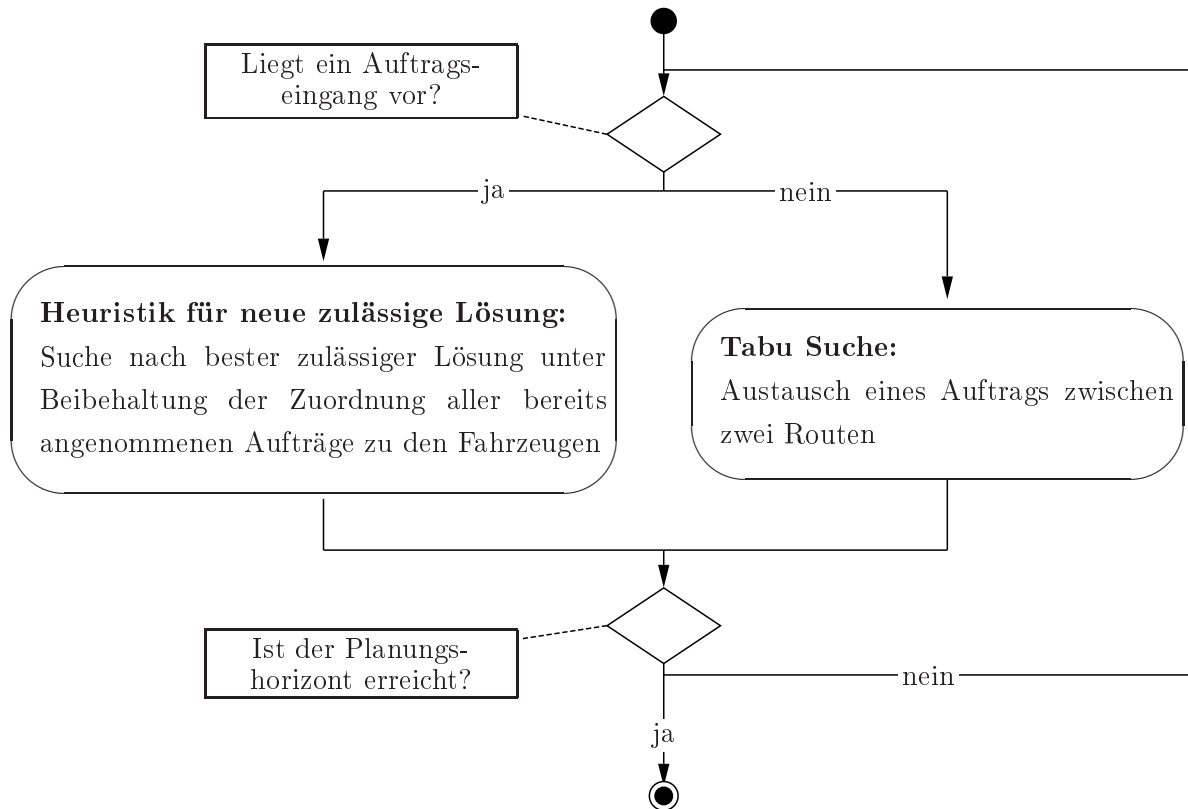 Liegt ein Auftrags-
eingang vor?
ja
nein
Heuristik für neue zulässige Lösung:
Suche nach bester zulässiger Lösung unter
Beibehaltung der Zuordnung aller bereits
angenommenen Aufträge zu den Fahrzeugen
Tabu Suche:
Austausch eines Auftrags zwischen
zwei Routen
Ist der Planungs-
horizont erreicht?
nein
ja